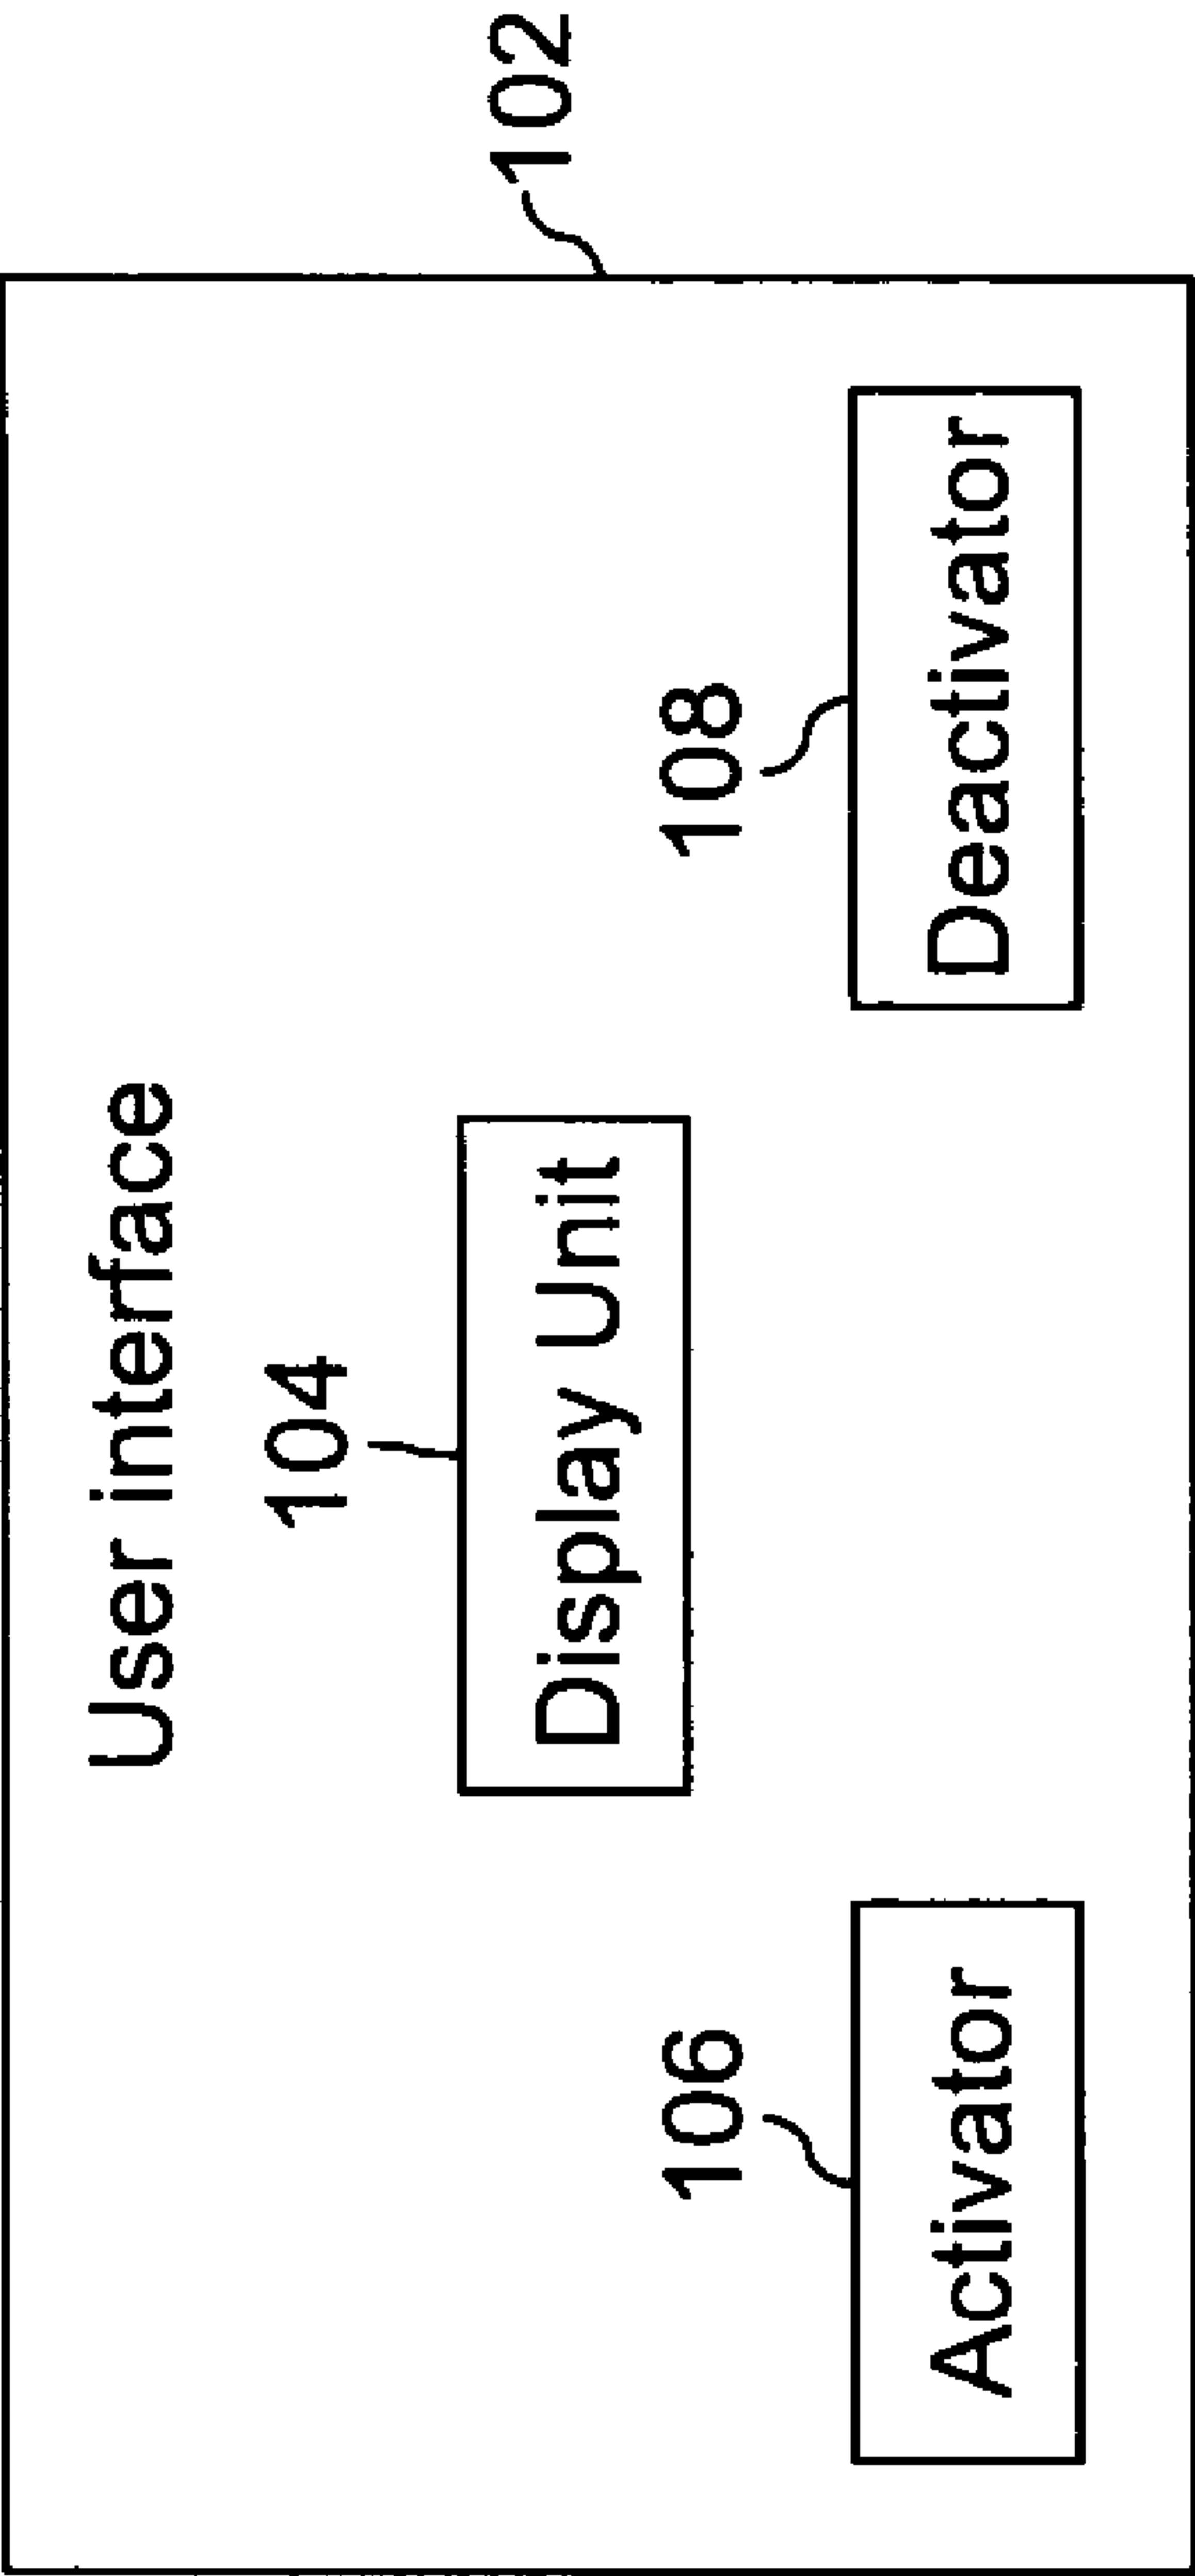 User interface
102
104
Display Unit
106
108
Activator
Deactivator